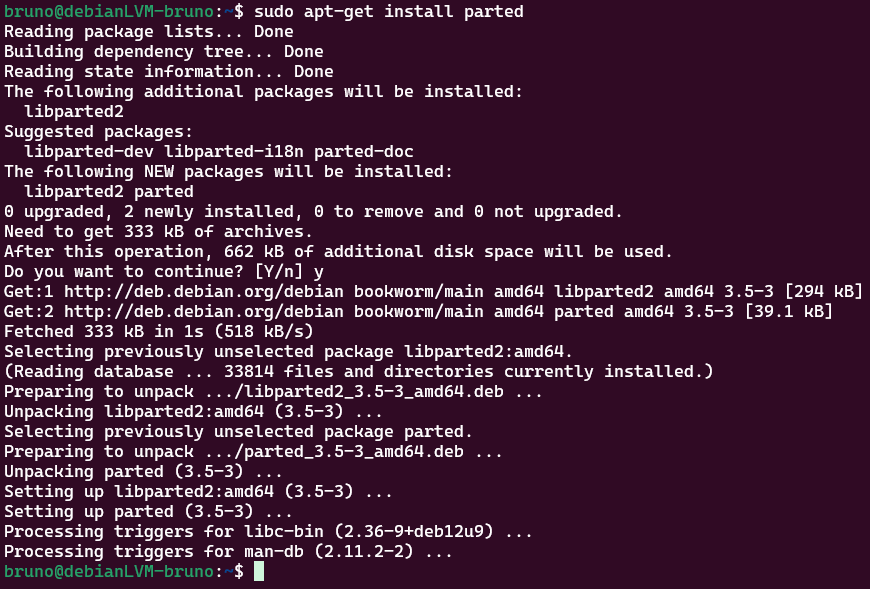 bruno@debianLVM-bruno:~$ sudo apt-get install parted
Reading package lists... Done
Building dependency tree... Done
Reading state information... Done
The following additional packages will be installed:
  libparted2
Suggested packages:
  libparted-dev libparted-i18n parted-doc
The following NEW packages will be installed:
  libparted2 parted
0 upgraded, 2 newly installed, 0 to remove and 0 not upgraded.
Need to get 333 kB of archives.
After this operation, 662 kB of additional disk space will be used.
Do you want to continue? [Y/n] y
Get:1 http://deb.debian.org/debian bookworm/main amd64 libparted2 amd64 3.5-3 [294 kB]
Get:2 http://deb.debian.org/debian bookworm/main amd64 parted amd64 3.5-3 [39.1 kB]
Fetched 333 kB in 1s (518 kB/s)
Selecting previously unselected package libparted2:amd64.
(Reading database ... 33814 files and directories currently installed.)
Preparing to unpack .../libparted2_3.5-3_amd64.deb ...
Unpacking libparted2:amd64 (3.5-3) ...
Selecting previously unselected package parted.
Preparing to unpack .../parted_3.5-3_amd64.deb ...
Unpacking parted (3.5-3) ...
Setting up libparted2:amd64 (3.5-3) ...
Setting up parted (3.5-3) ...
Processing triggers for libc-bin (2.36-9+deb12u9) ...
Processing triggers for man-db (2.11.2-2) ...
bruno@debianLVM-bruno:~$